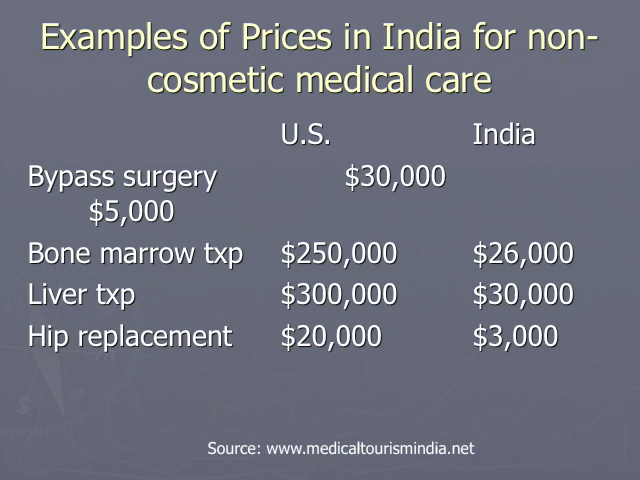 Examples of Prices in India for non-
cosmetic medical care
U.S. India
Bypass surgery $30,000
$5,000
Bone marrow txp $250,000 $26,000
Liver txp $300,000 $30,000
Hip replacement $20,000 $3,000
S
Source: www.medicaltourismindia.net